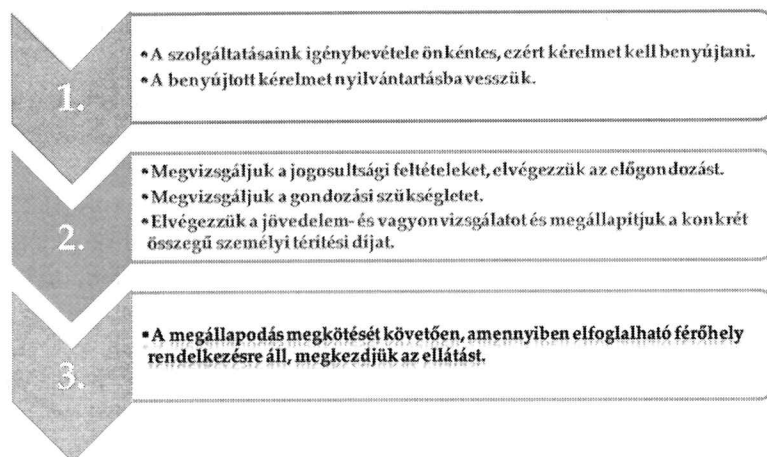 1.
• A szolgáltatásaink igénybevétele önkéntes, ezért kérelmet kell benyújtani.
• A benyújtott kérelmet nyilvántartásba vesszük.
2.
• Megvizsgáljuk a jogosultsági feltételeket, elvégezzük az előgondozást.
• Megvizsgáljuk a gondozási szükségletet.
• Elvégezzük a jövedelem- és vagyonvizsgálatot és megállapítjuk a konkrét
összegű személyi térítési díjat.
3.
▪ A megállapodás megkötését követően, amennyiben elfoglalható férőhely
rendelkezésre áll, megkezdjük az ellátást.